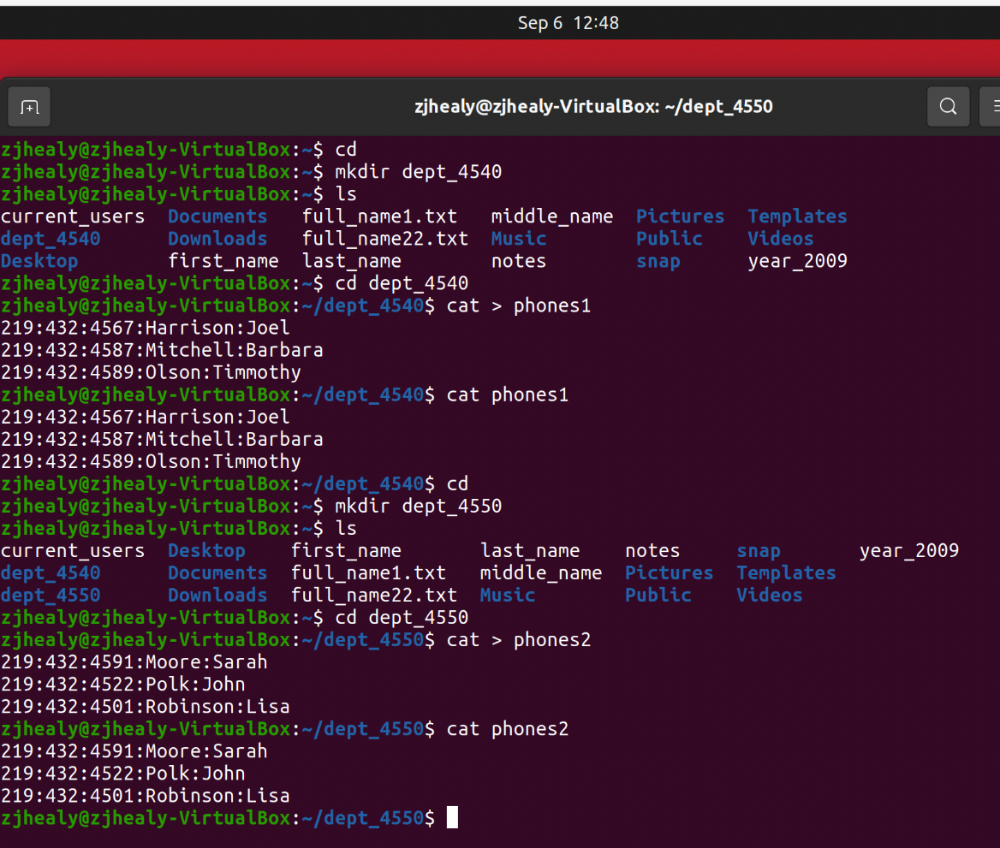 Sep 6 12:48
zjhealy@zjhealy-VirtualBox: ~/dept_4550
zjhealy@zjhealy-VirtualBox:~$ cd
zjhealy@zjhealy-VirtualBox:~$ mkdir dept_4540
zjhealy@zjhealy-VirtualBox:~$ ls
current_users Documents full_name1.txt middle_name Pictures Templates
dept_4540 Downloads full_name22.txt Music Public Videos
Desktop first_name last_name notes snap year_2009
zjhealy@zjhealy-VirtualBox:~$ cd dept_4540
zjhealy@zjhealy-VirtualBox:~/dept_4540$ cat > phones1
219:432:4567:Harrison:Joel
219:432:4587:Mitchell:Barbara
219:432:4589:Olson:Timmothy
zjhealy@zjhealy-VirtualBox:~/dept_4540$ cat phones1
219:432:4567:Harrison:Joel
219:432:4587:Mitchell:Barbara
219:432:4589:Olson:Timmothy
zjhealy@zjhealy-VirtualBox:~/dept_4540$ cd
zjhealy@zjhealy-VirtualBox:~$ mkdir dept_4550
zjhealy@zjhealy-VirtualBox:~$ ls
current_users Desktop first_name last_name notes snap year_2009
dept_4540 Documents full_name1.txt middle_name Pictures Templates
dept_4550 Downloads full_name22.txt Music Public Videos
zjhealy@zjhealy-VirtualBox:~$ cd dept_4550
zjhealy@zjhealy-VirtualBox:~/dept_4550$ cat > phones2
219:432:4591:Moore:Sarah
219:432:4522:Polk:John
219:432:4501:Robinson:Lisa
zjhealy@zjhealy-VirtualBox:~/dept_4550$ cat phones2
219:432:4591:Moore:Sarah
219:432:4522:Polk:John
219:432:4501:Robinson:Lisa
zjhealy@zjhealy-VirtualBox:~/dept_4550$